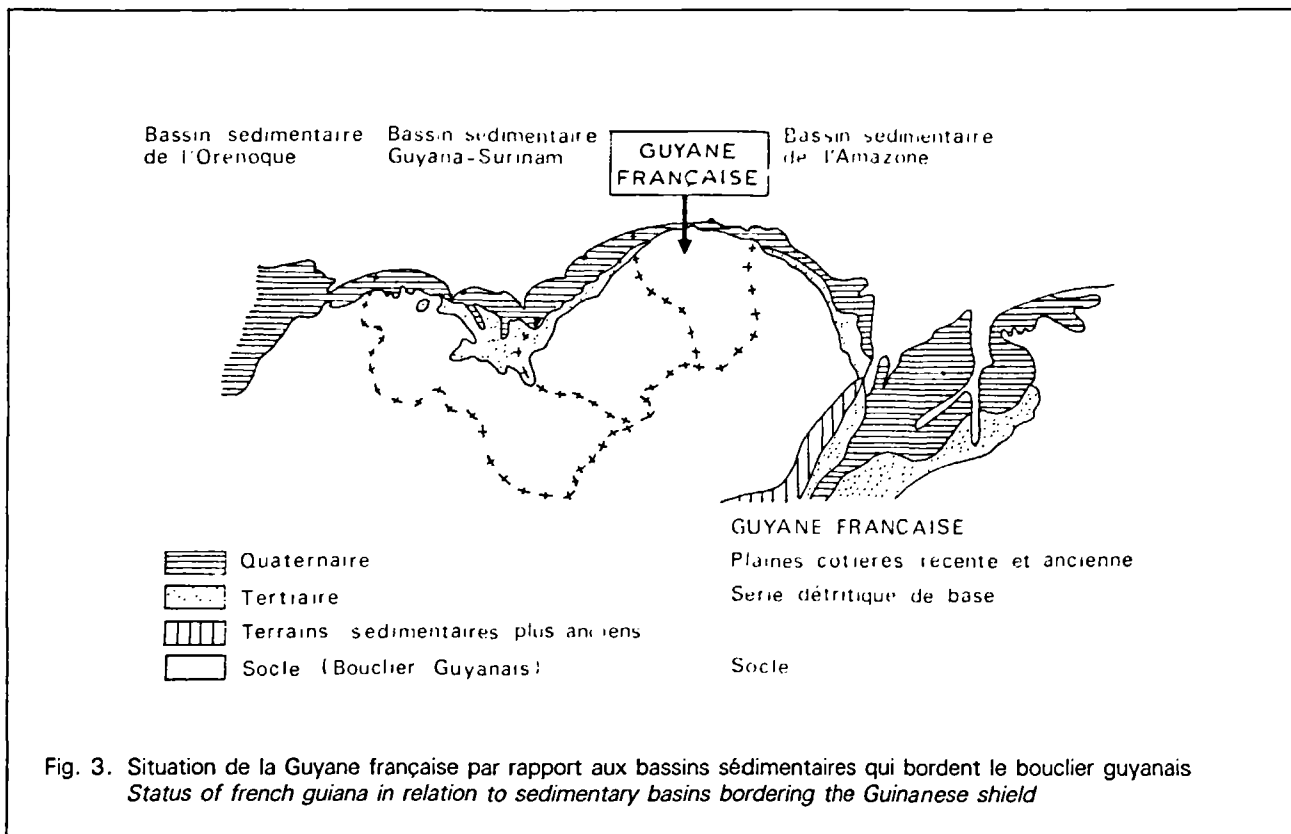 Bassin sedimentaire
de l'Orenoque
Bassin sédimentaire
Guyana-Surinam
GUYANE
FRANÇAISE
Bassin sédimentaire
de l'Amazone
GUYANE FRANÇAISE
Quaternaire
Plaines cotieres recente et ancienne
Tertiaire
Serie détritique de base
Terrains sedimentaires plus anciens
Socle (Bouclier Guyanais)
Socle
Fig. 3. Situation de la Guyane française par rapport aux bassins sédimentaires qui bordent le bouclier guyanais
Status of french guiana in relation to sedimentary basins bordering the Guinanese shield